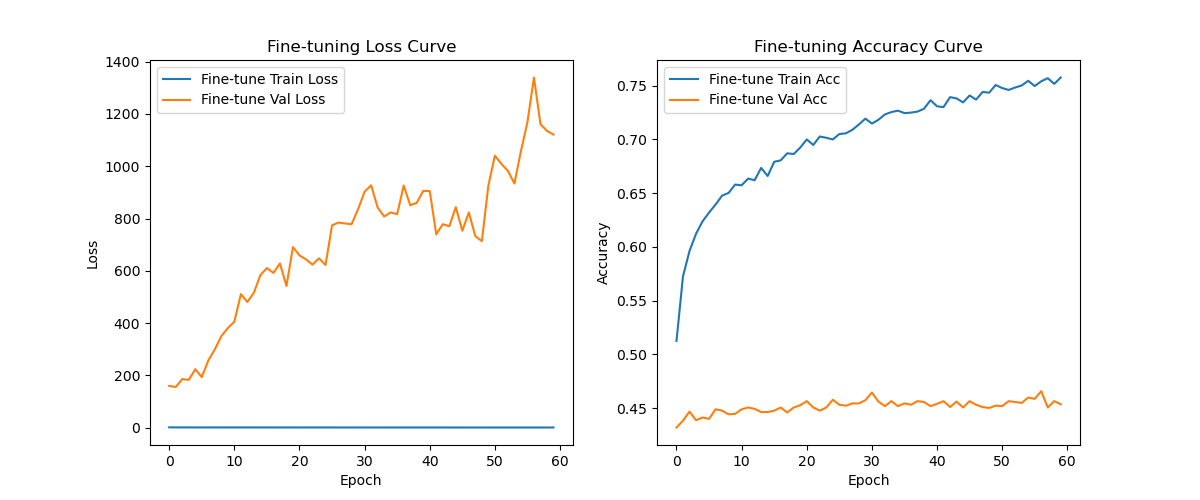 Fine-tuning Loss Curve
Fine-tune Train Loss
Fine-tune Val Loss
1400
1200
1000
800
600
400
200
0
Loss
0 10 20 30 40 50 60
Epoch
Fine-tuning Accuracy Curve
Fine-tune Train Acc
Fine-tune Val Acc
0.75
0.70
0.65
0.60
0.55
0.50
0.45
Accuracy
0 10 20 30 40 50 60
Epoch